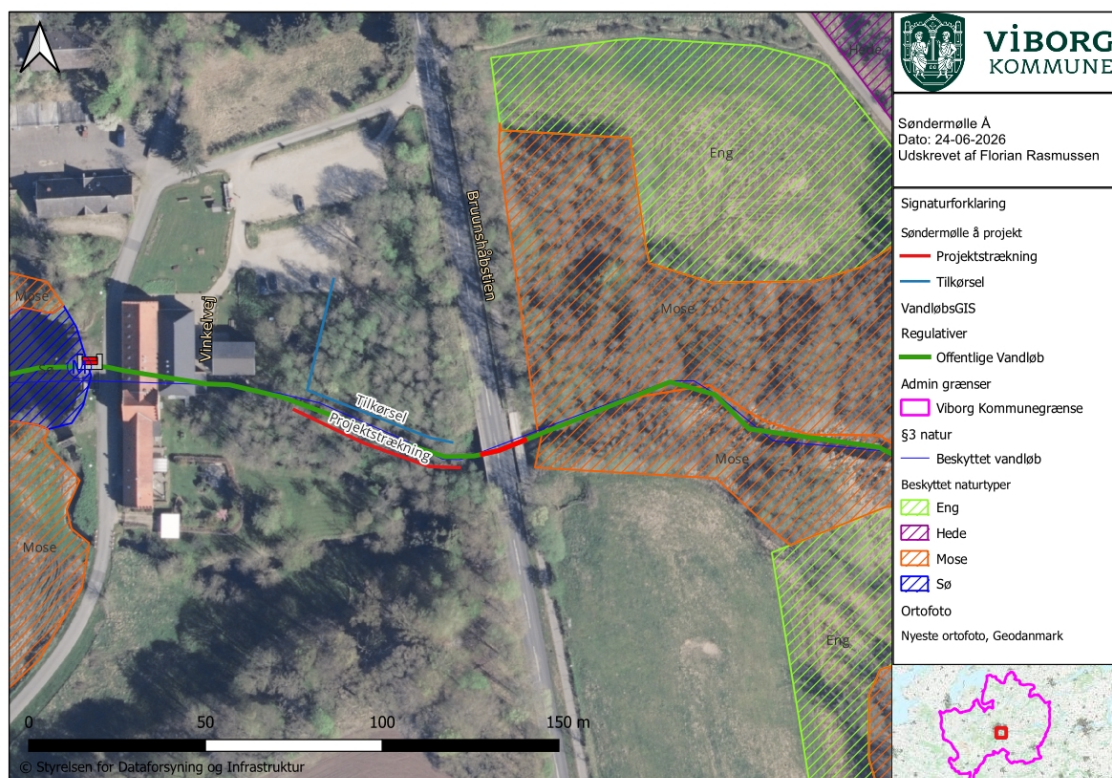 VIBORG
KOMMUNE
Søndermølle Å
Dato: 24-06-2026
Udskrevet af Florian Rasmussen
Signaturforklaring
Søndermølle å projekt
Projektstrækning
Tilkørsel
VandløbsGIS
Regulativer
Offentlige Vandløb
Admin grænser
Viborg Kommunegrænse
§3 natur
Beskyttet vandløb
Beskyttet naturtyper
Eng
Hede
Mose
Sø
Ortofoto
Nyeste ortofoto, Geodanmark
Hede
Eng
Bruunshåbstien
Mose
Mose
Vinkelvej
Sø
Tilkørsel
Projektstrækning
Mose
Mose
Eng
0
50
100
150 m
© Styrelsen for Dataforsyning og Infrastruktur